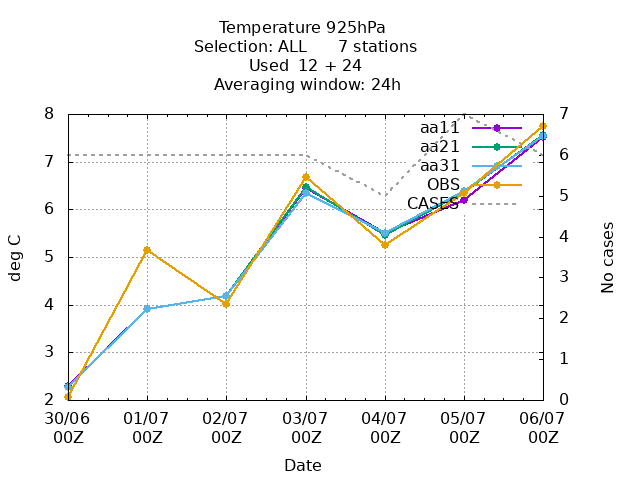 Temperature 925hPa
Selection: ALL 7 stations
Used 12 + 24
Averaging window: 24h
8 7
aa11
aa21
aa31
OBS
CASES
7
6
5
4
3
2
6
5
4
3
2
1
0
deg C
No cases
30/06 01/07 02/07 03/07 04/07 05/07 06/07
00Z 00Z 00Z 00Z 00Z 00Z 00Z
Date